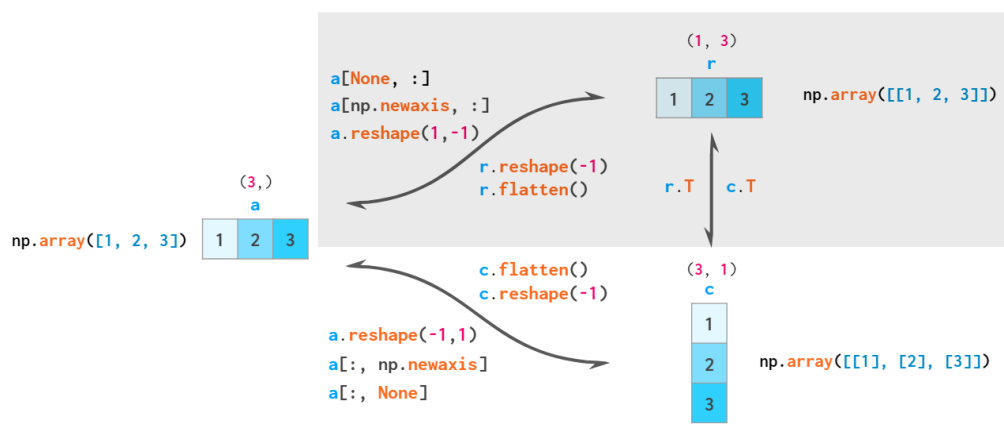 (1, 3)
r
1 2 3
np.array([[1, 2, 3]])
a[None, :]
a[np.newaxis, :]
a.reshape(1,-1)
r.reshape(-1)
r.flatten()
r.T
c.T
(3,)
a
np.array([1, 2, 3])
1 2 3
c.flatten()
c.reshape(-1)
a.reshape(-1,1)
a[:, np.newaxis]
a[:, None]
(3, 1)
c
1
2
3
np.array([[1], [2], [3]])